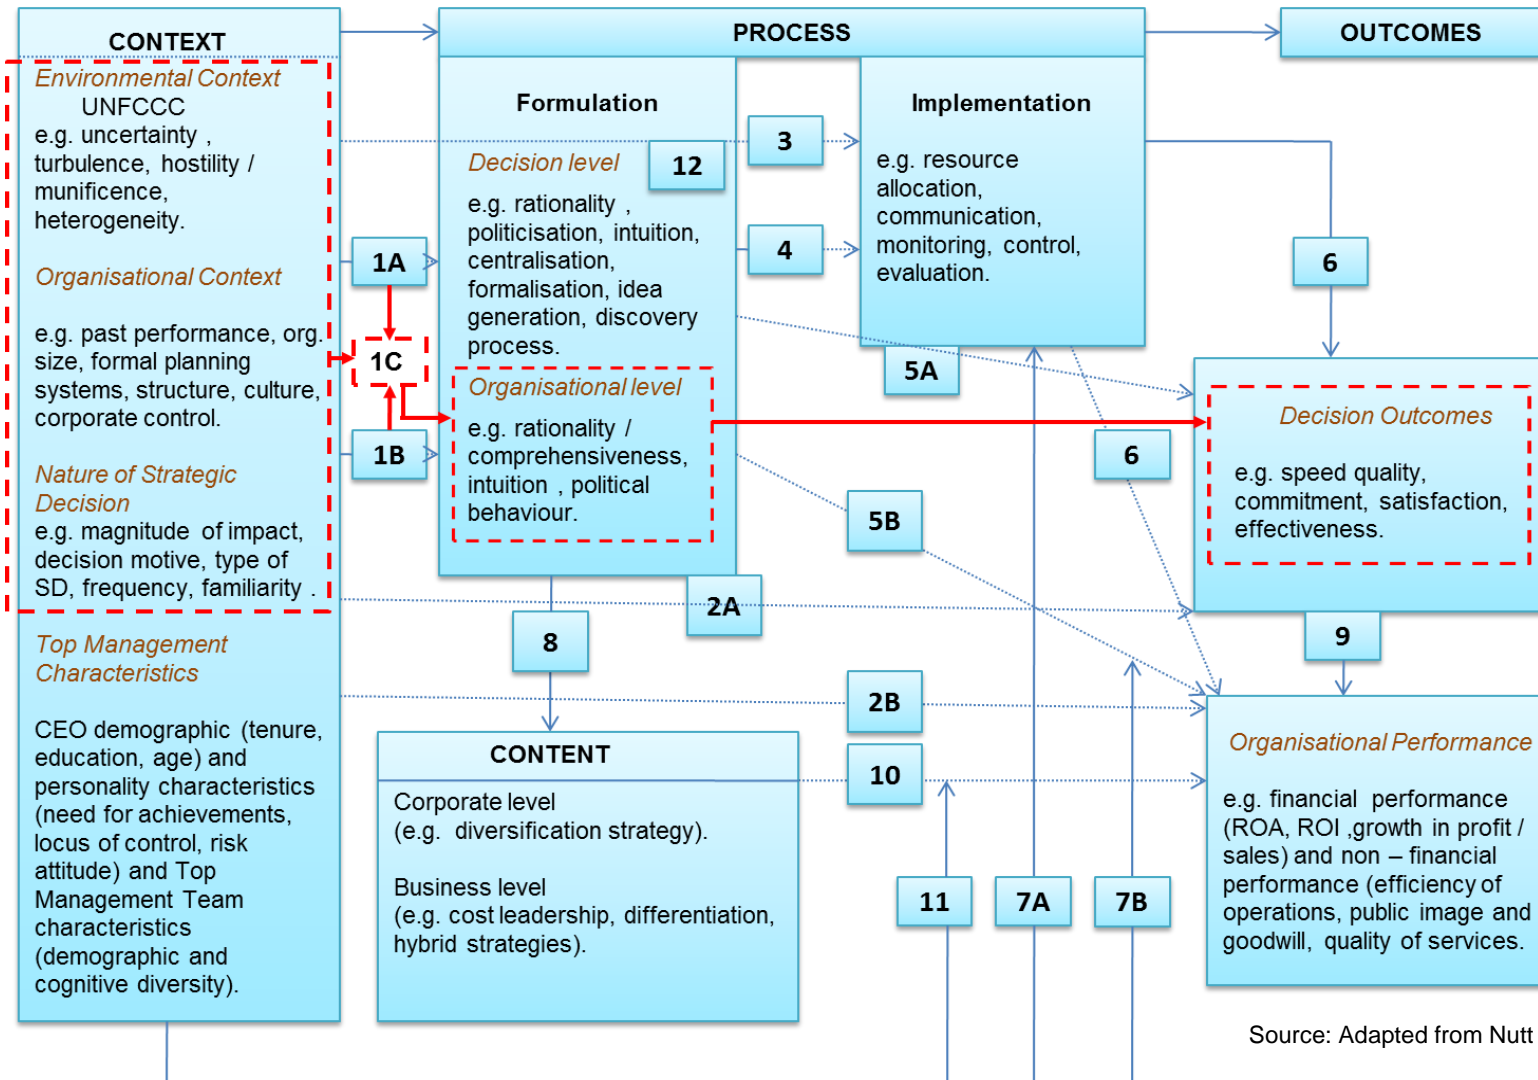 CONTEXT
PROCESS
OUTCOMES
Environmental Context
UNFCCC
e.g. uncertainty ,
turbulence, hostility /
munificence,
heterogeneity.
Organisational Context
e.g. past performance, org.
size, formal planning
systems, structure, culture,
corporate control.
Nature of Strategic
Decision
e.g. magnitude of impact,
decision motive, type of
SD, frequency, familiarity .
Top Management
Characteristics
CEO demographic (tenure,
education, age) and
personality characteristics
(need for achievements,
locus of control, risk
attitude) and Top
Management Team
characteristics
(demographic and
cognitive diversity).
1A
1C
1B
Formulation
Decision level
12
e.g. rationality ,
politicisation, intuition,
centralisation,
formalisation, idea
generation, discovery
process.
Organisational level
e.g. rationality /
comprehensiveness,
intuition , political
behaviour.
3
4
Implementation
e.g. resource
allocation,
communication,
monitoring, control,
evaluation.
5A
6
6
5B
2A
8
2B
10
CONTENT
Corporate level
(e.g. diversification strategy).
Business level
(e.g. cost leadership, differentiation,
hybrid strategies).
11
7A
7B
Decision Outcomes
e.g. speed quality,
commitment, satisfaction,
effectiveness.
9
Organisational Performance
e.g. financial performance
(ROA, ROI ,growth in profit /
sales) and non – financial
performance (efficiency of
operations, public image and
goodwill, quality of services.
Source: Adapted from Nutt